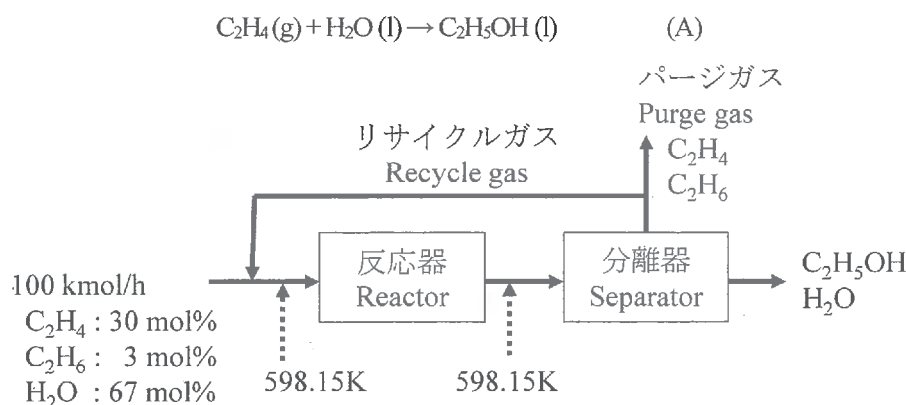 C₂H₄(g)+H₂O(l)→C₂H₅OH(l) (A)
パージガス
Purge gas
C₂H₄
C₂H₆
リサイクルガス
Recycle gas
反応器
Reactor
分離器
Separator
C₂H₅OH
H₂O
100 kmol/h
C₂H₄ : 30 mol%
C₂H₆ : 3 mol%
H₂O : 67 mol%
598.15K
598.15K